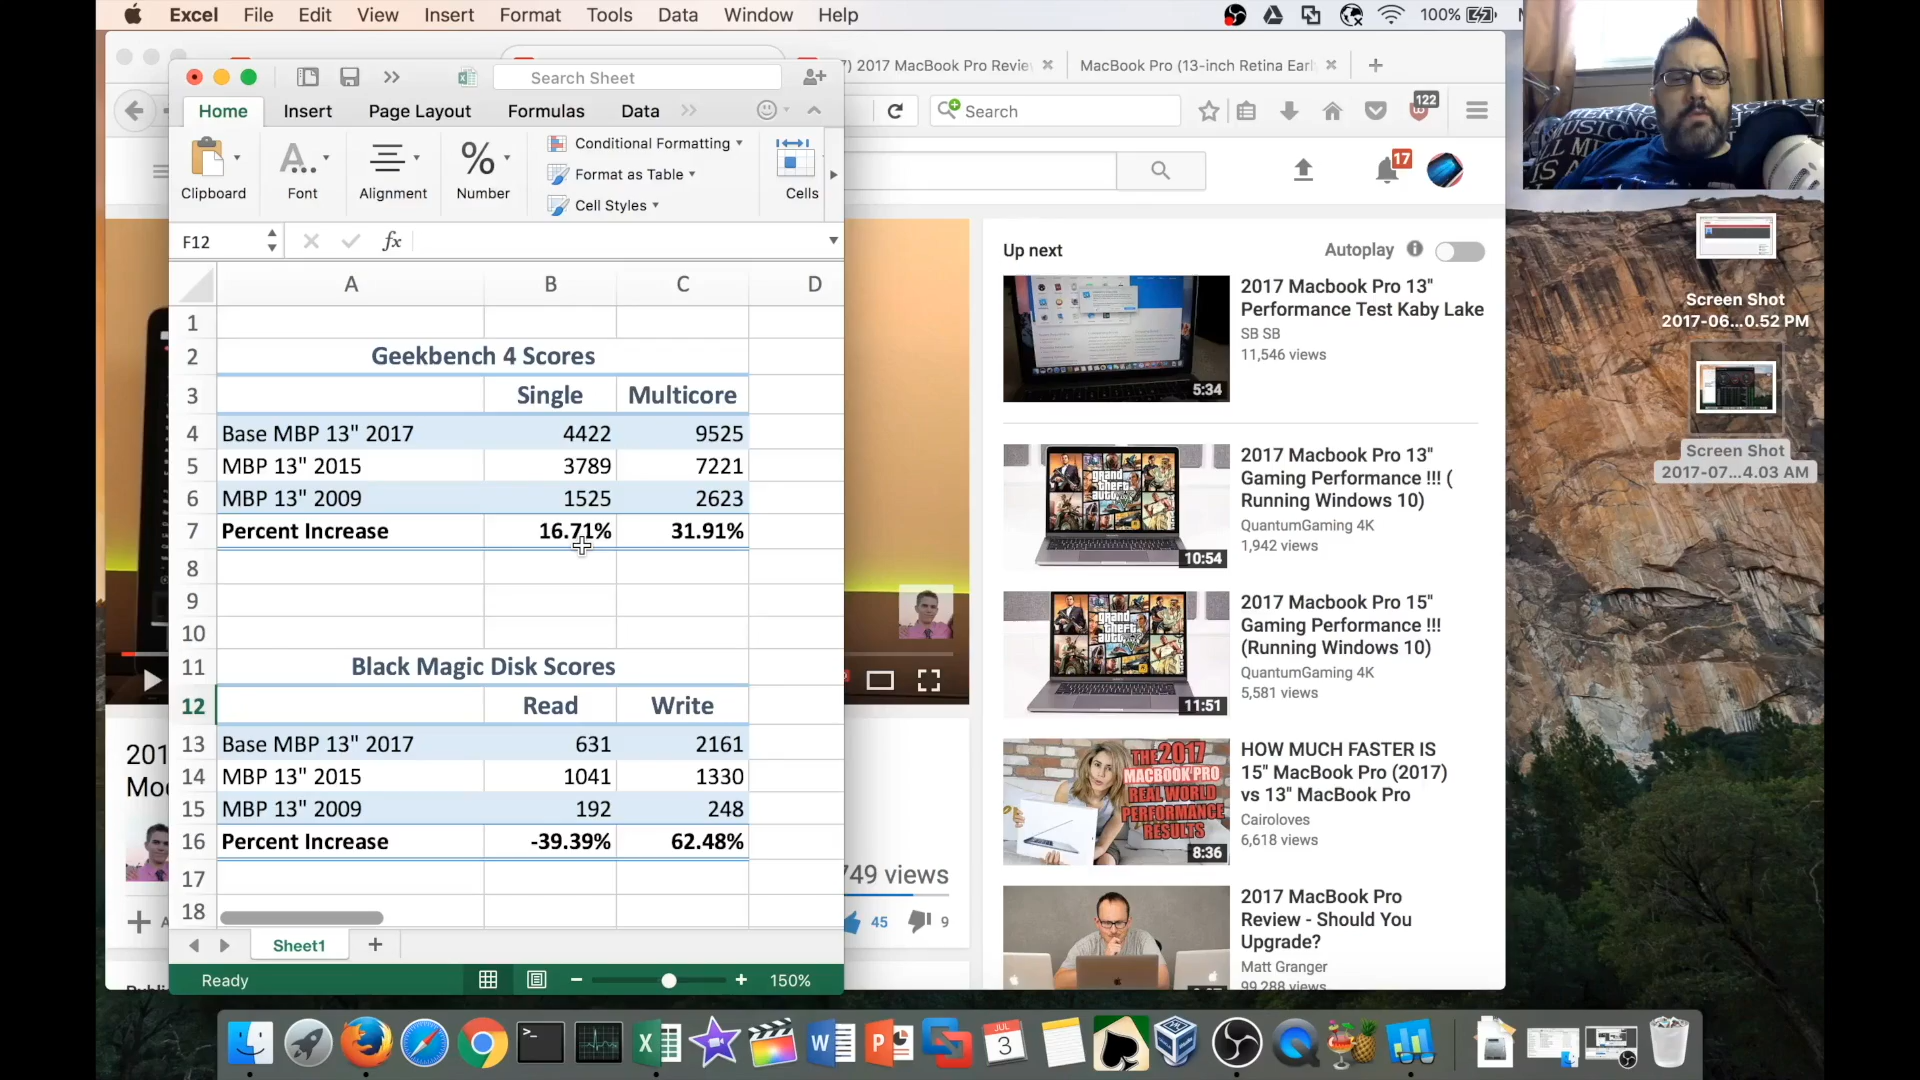 Excel File Edit View Insert Format Tools Data Window Help 100%
7) 2017 MacBook Pro Review MacBook Pro (13-inch Retina Earl
Search Sheet
Search 122
Home Insert Page Layout Formulas Data
Clipboard Font Alignment Number
Conditional Formatting
Format as Table
Cell Styles
Cells
17
F12 fx
A B C D
1
2 Geekbench 4 Scores
3 Single Multicore
4 Base MBP 13" 2017 4422 9525
5 MBP 13" 2015 3789 7221
6 MBP 13" 2009 1525 2623
7 Percent Increase 16.71% 31.91%
8
9
10
11 Black Magic Disk Scores
12 Read Write
13 Base MBP 13" 2017 631 2161
14 MBP 13" 2015 1041 1330
15 MBP 13" 2009 192 248
16 Percent Increase -39.39% 62.48%
17
18
Sheet1
Ready 150%
201
749 views
45 9
Up next Autoplay
2017 Macbook Pro 13"
Performance Test Kaby Lake
SB SB
11,546 views
5:34
2017 Macbook Pro 13"
Gaming Performance !!! (
Running Windows 10)
QuantumGaming 4K
1,942 views
10:54
2017 Macbook Pro 15"
Gaming Performance !!!
(Running Windows 10)
QuantumGaming 4K
5,581 views
11:51
THE 2017
MACBOOK PRO
REAL WORLD
PERFORMANCE
RESULTS
8:36
HOW MUCH FASTER IS
15" MacBook Pro (2017)
vs 13" MacBook Pro
Cairoloves
6,618 views
2017 MacBook Pro
Review - Should You
Upgrade?
Matt Granger
99,288 views
Screen Shot
2017-06...0.52 PM
Screen Shot
2017-07...4.03 AM
JUL
3